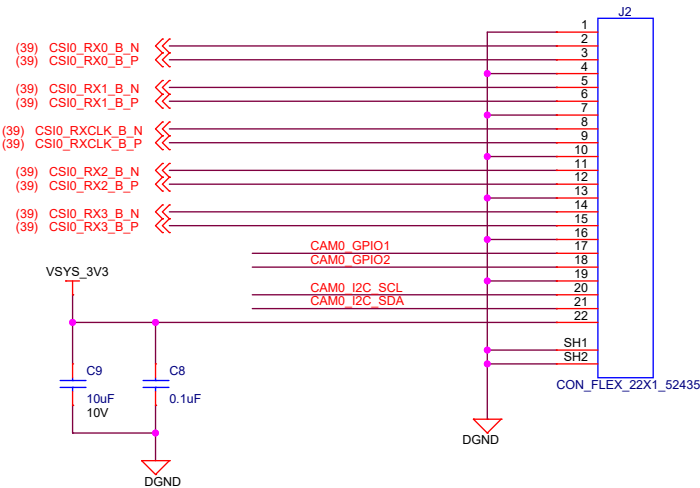 J2
1
(39) CSI0_RX0_B_N 2
(39) CSI0_RX0_B_P 3
4
(39) CSI0_RX1_B_N 5
(39) CSI0_RX1_B_P 6
7
(39) CSI0_RXCLK_B_N 8
(39) CSI0_RXCLK_B_P 9
10
(39) CSI0_RX2_B_N 11
(39) CSI0_RX2_B_P 12
13
(39) CSI0_RX3_B_N 14
(39) CSI0_RX3_B_P 15
16
CAM0_GPIO1 17
CAM0_GPIO2 18
VSYS_3V3 19
CAM0_I2C_SCL 20
CAM0_I2C_SDA 21
22
SH1
SH2
C9 C8
CON_FLEX_22X1_52435
10uF 0.1uF
10V
DGND
DGND